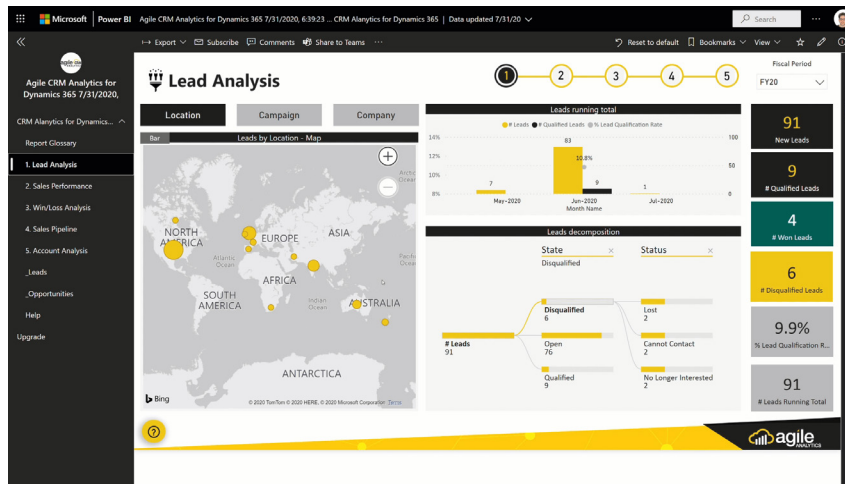 Microsoft Power BI Agile CRM Analytics for Dynamics 365 7/31/2020, 6:39:23 ... CRM Alanytics for Dynamics 365 | Data updated 7/31/20
Search
Export Subscribe Comments Share to Teams ...
Reset to default Bookmarks View
agile CRM
Agile CRM Analytics for
Dynamics 365 7/31/2020,
CRM Alanytics for Dynamics...
Report Glossary
1. Lead Analysis
2. Sales Performance
3. Win/Loss Analysis
4. Sales Pipeline
5. Account Analysis
_Leads
_Opportunities
Help
Upgrade
Lead Analysis
1 2 3 4 5
Fiscal Period
FY20
Location Campaign Company
Bar Leads by Location - Map
Arctic
Ocean
NORTH
AMERICA
EUROPE
ASIA
Atlantic
Ocean
Pacific
Ocean
AFRICA
SOUTH
AMERICA
Indian
Ocean
AUSTRALIA
ANTARCTICA
Bing
© 2020 TomTom © 2020 HERE, © 2020 Microsoft Corporation Terms
Leads running total
# Leads # Qualified Leads % Lead Qualification Rate
14%
12%
10%
8%
100
50
0
7
83
10.8%
9
1
May-2020 Jun-2020 Jul-2020
Month Name
Leads decomposition
State × Status ×
Disqualified
# Leads
91
Disqualified
6
Open
76
Qualified
9
Lost
2
Cannot Contact
2
No Longer Interested
2
91
New Leads
9
# Qualified Leads
4
# Won Leads
6
# Disqualified Leads
9.9%
% Lead Qualification R...
91
# Leads Running Total
?
agile
ANALYTICS